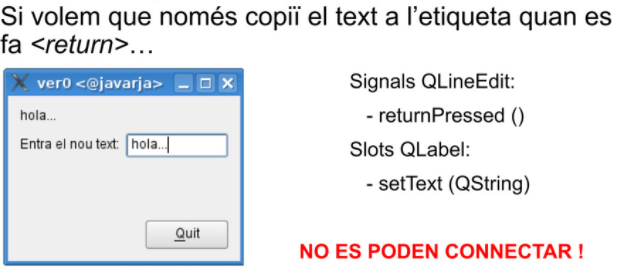 Si volem que només copiï el text a l’etiqueta quan es
fa <return>…
ver0 <@javarja>
hola...
Entra el nou text: hola...
Quit
Signals QLineEdit:
- returnPressed ()
Slots QLabel:
- setText (QString)
NO ES PODEN CONNECTAR !